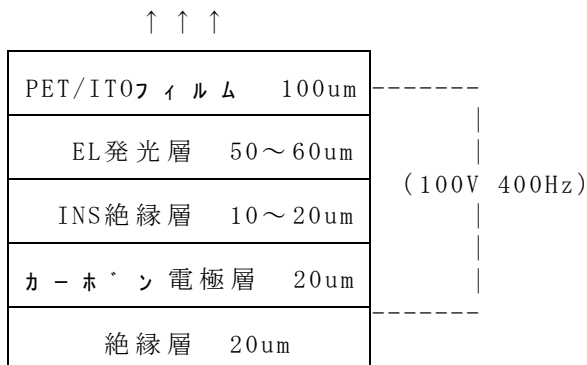 ↑ ↑ ↑
PET/ITOフィルム 100um
EL発光層 50～60um
(100V 400Hz)
INS絶縁層 10～20um
カーボン電極層 20um
絶縁層 20um